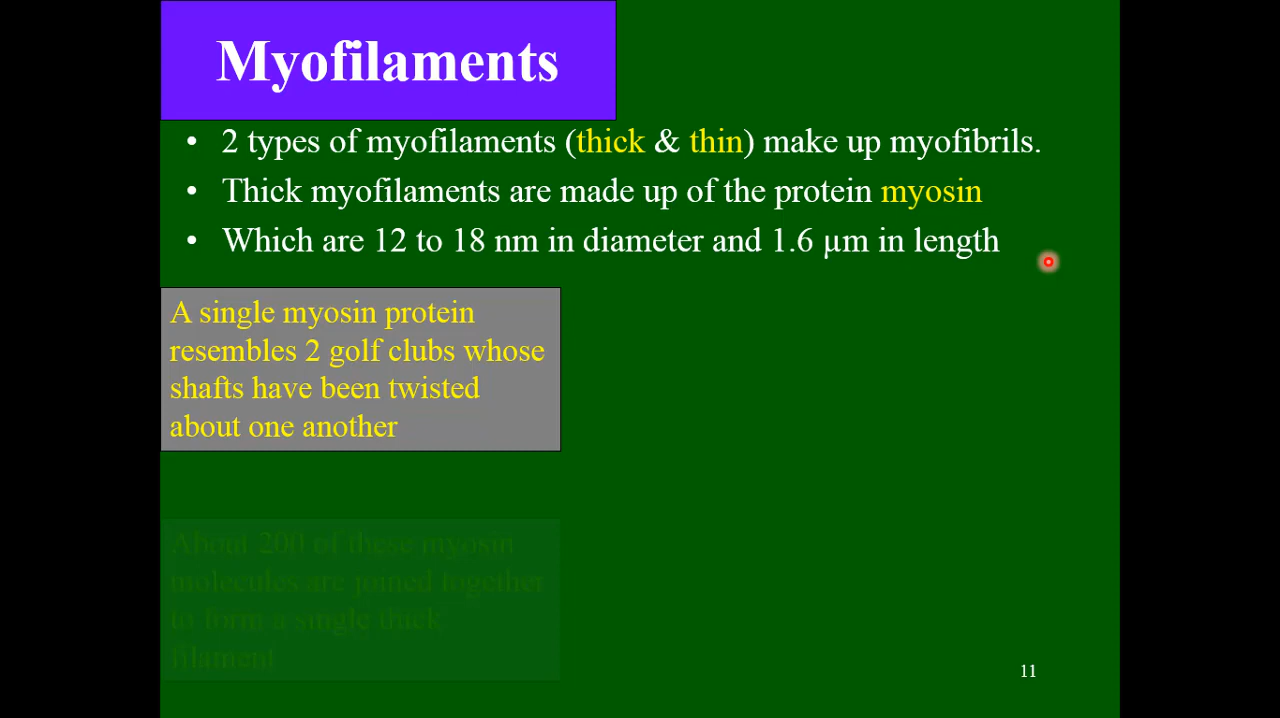 Myofilaments
• 2 types of myofilaments (thick & thin) make up myofibrils.
• Thick myofilaments are made up of the protein myosin
• Which are 12 to 18 nm in diameter and 1.6 µm in length
A single myosin protein
resembles 2 golf clubs whose
shafts have been twisted
about one another
About 200 of these myosin
molecules are joined together
to form a single thick
filament
11